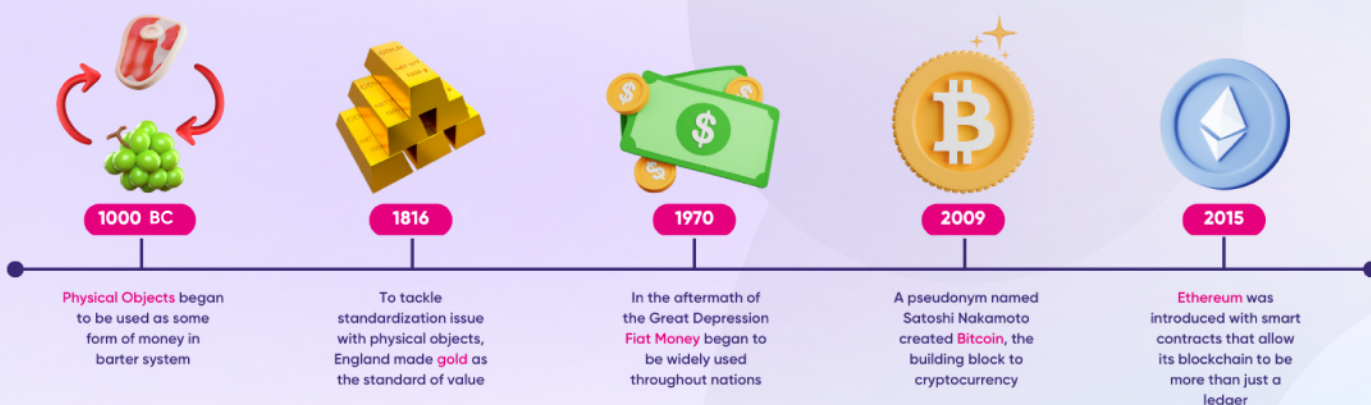 1000 BC
Physical Objects began
to be used as some
form of money in
barter system
1816
To tackle
standardization issue
with physical objects,
England made gold as
the standard of value
1970
In the aftermath of
the Great Depression
Fiat Money began to
be widely used
throughout nations
2009
A pseudonym named
Satoshi Nakamoto
created Bitcoin, the
building block to
cryptocurrency
2015
Ethereum was
introduced with smart
contracts that allow
its blockchain to be
more than just a
ledger